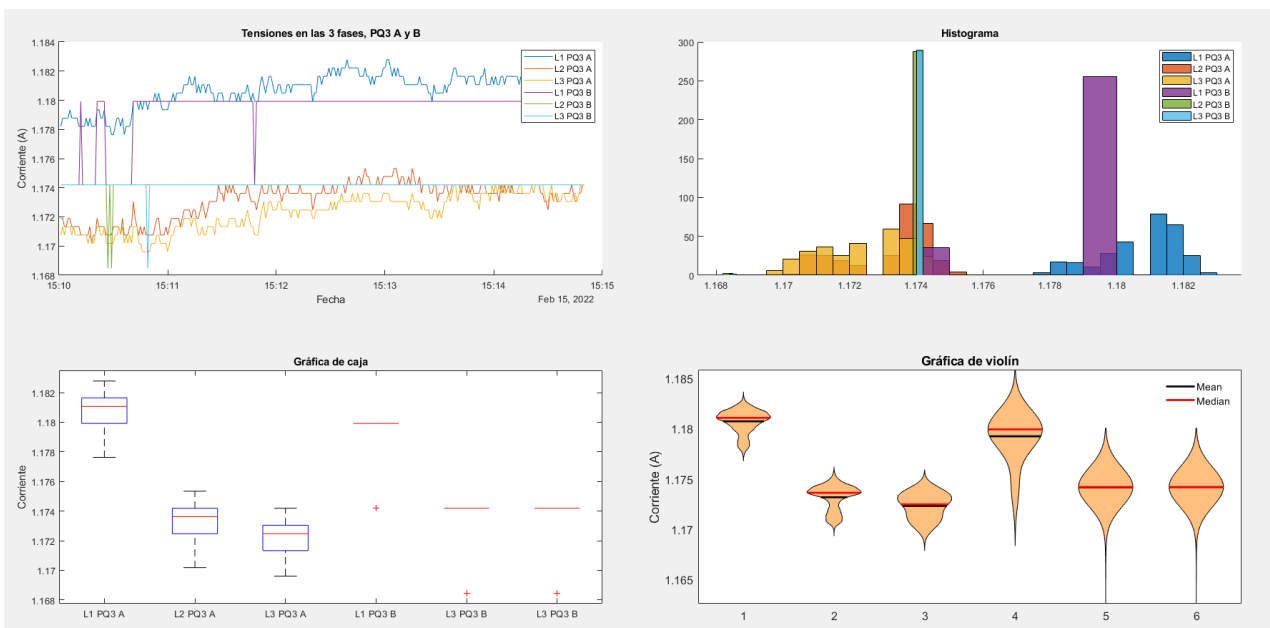 Tensiones en las 3 fases, PQ3 A y B
1.184
1.182
1.18
1.178
1.176
1.174
1.172
1.17
1.168
Corriente (A)
15:10 15:11 15:12 15:13 15:14 15:15
Fecha
Feb 15, 2022
L1 PQ3 A
L2 PQ3 A
L3 PQ3 A
L1 PQ3 B
L2 PQ3 B
L3 PQ3 B
Histograma
300
250
200
150
100
50
0
1.168 1.17 1.172 1.174 1.176 1.178 1.18 1.182
L1 PQ3 A
L2 PQ3 A
L3 PQ3 A
L1 PQ3 B
L2 PQ3 B
L3 PQ3 B
Gráfica de caja
1.182
1.18
1.178
1.176
1.174
1.172
1.17
1.168
Corriente
L1 PQ3 A L2 PQ3 A L3 PQ3 A L1 PQ3 B L3 PQ3 B L3 PQ3 B
Gráfica de violín
1.185
1.18
1.175
1.17
1.165
Corriente (A)
1 2 3 4 5 6
Mean
Median